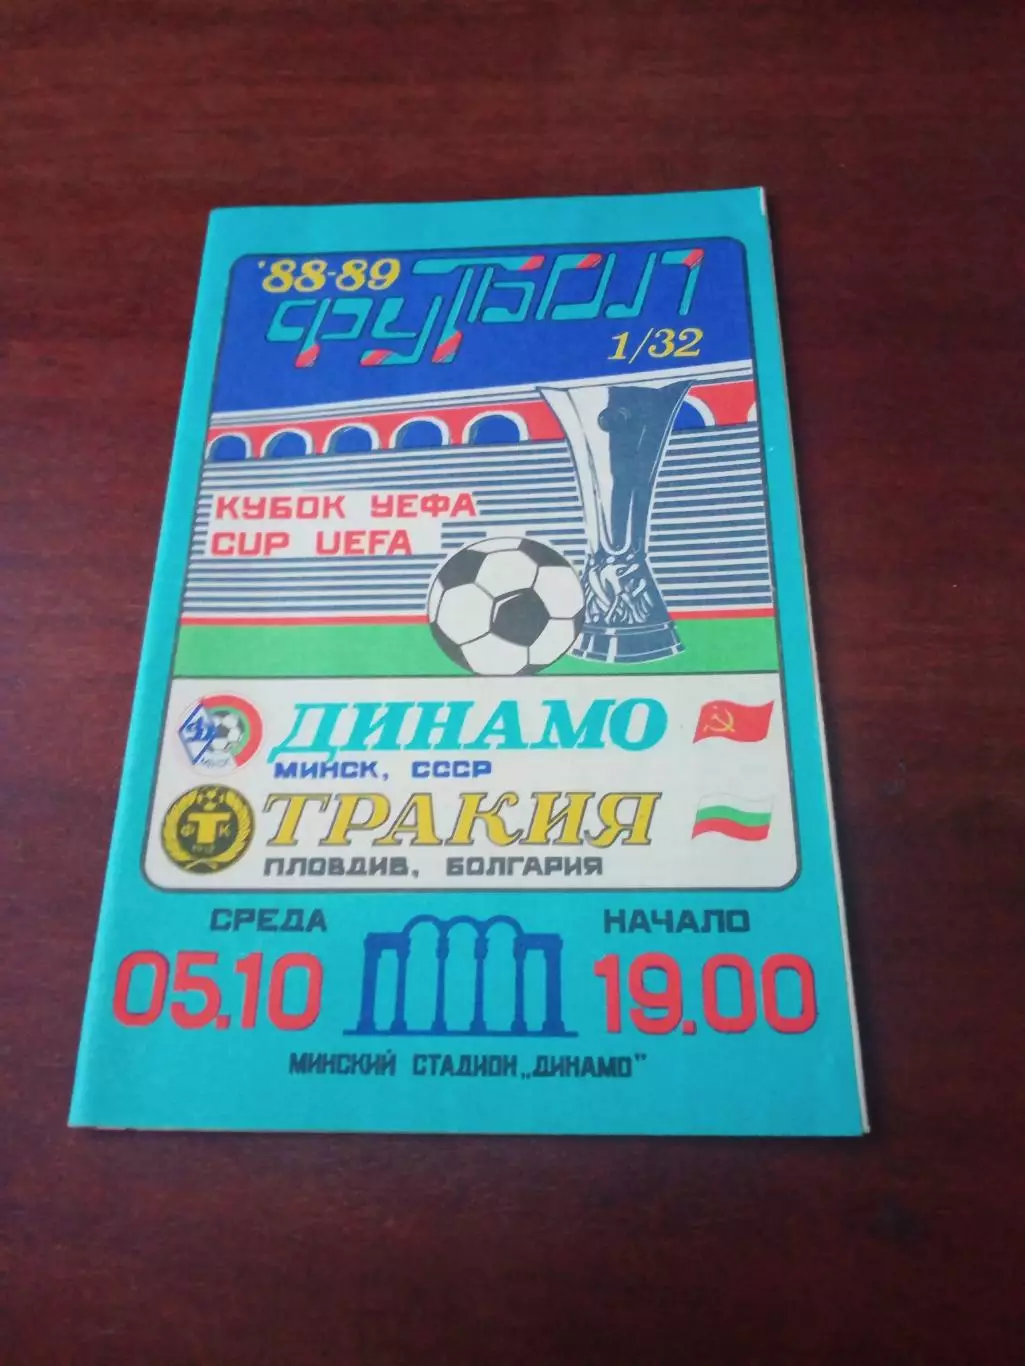 '88-89
ФУТБОЛ
1/32
КУБОК УЕФА
CUP UEFA
ДИНАМО
МИНСК, СССР
ФТК
ТРАКИЯ
ПЛОВДИВ, БОЛГАРИЯ
СРЕДА
05.10
НАЧАЛО
19.00
МИНСКИЙ СТАДИОН „ДИНАМО"